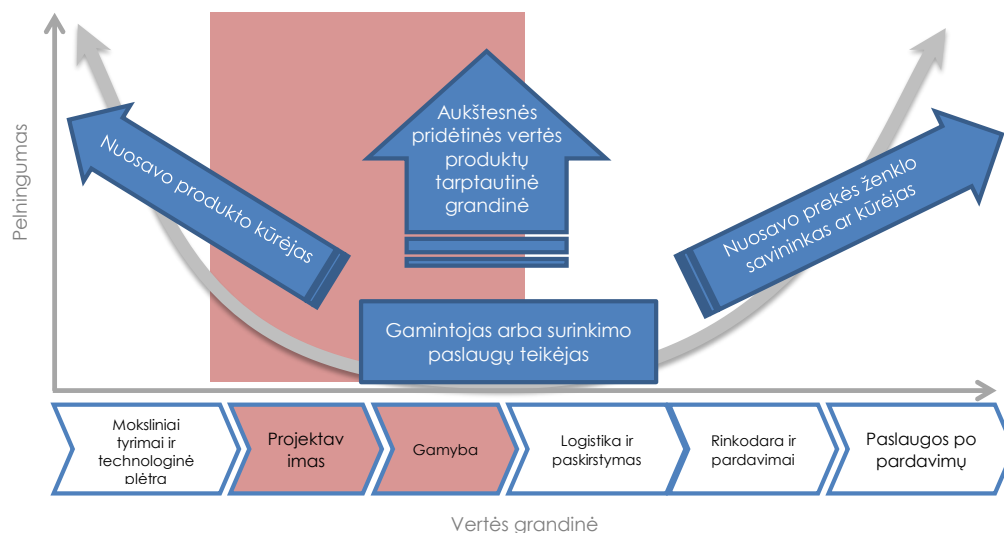 Pelningumas
Nuosavo produkto kūrėjas
Aukštesnės
pridėtinės vertės
produktų
tarptautinė
grandinė
Nuosavo prekės ženklo
savininkas ar kūrėjas
Gamintojas arba surinkimo
paslaugų teikėjas
Moksliniai
tyrimai ir
technologinė
plėtra
Projektav
imas
Gamyba
Logistika ir
paskirstymas
Rinkodara ir
pardavimai
Paslaugos po
pardavimų
Vertės grandinė